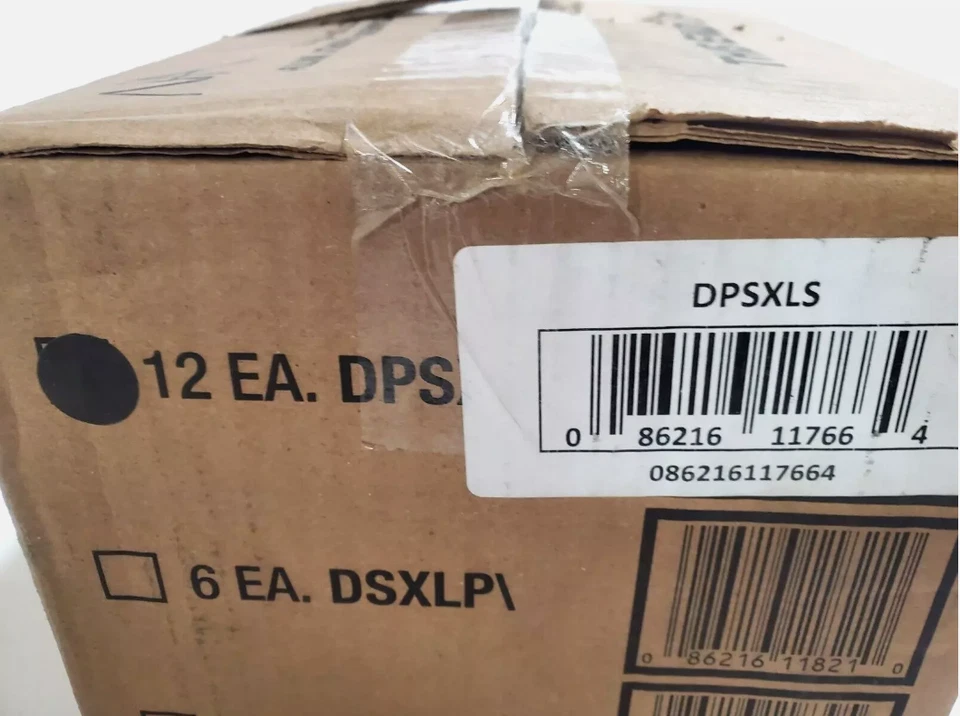 DPSXLS
0 86216 11766 4
086216117664
12 EA. DPS
6 EA. DSXLP\
0 86216 11821 0